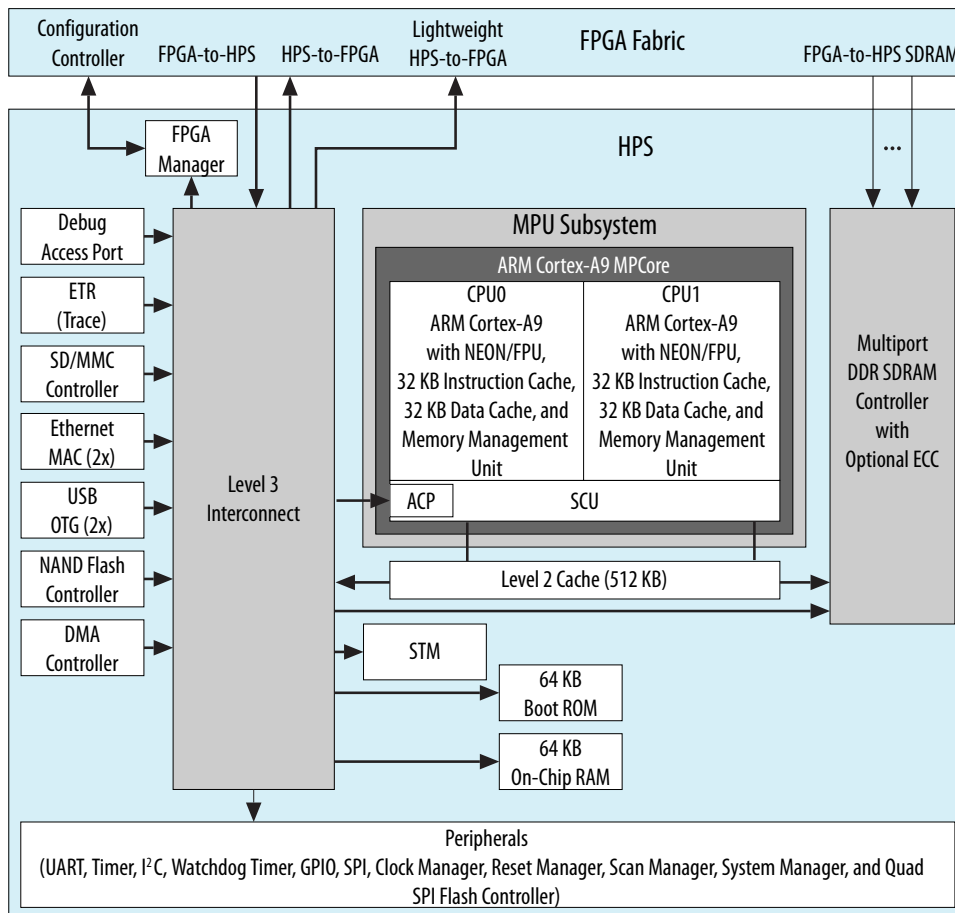 Configuration
Controller
FPGA-to-HPS
HPS-to-FPGA
Lightweight
HPS-to-FPGA
FPGA Fabric
FPGA-to-HPS SDRAM
FPGA
Manager
HPS
...
Debug
Access Port
ETR
(Trace)
SD/MMC
Controller
Ethernet
MAC (2x)
USB
OTG (2x)
NAND Flash
Controller
DMA
Controller
Level 3
Interconnect
MPU Subsystem
ARM Cortex-A9 MPCore
CPU0
ARM Cortex-A9
with NEON/FPU,
32 KB Instruction Cache,
32 KB Data Cache, and
Memory Management
Unit
CPU1
ARM Cortex-A9
with NEON/FPU,
32 KB Instruction Cache,
32 KB Data Cache, and
Memory Management
Unit
ACP
SCU
Level 2 Cache (512 KB)
Multiport
DDR SDRAM
Controller
with
Optional ECC
STM
64 KB
Boot ROM
64 KB
On-Chip RAM
Peripherals
(UART, Timer, I²C, Watchdog Timer, GPIO, SPI, Clock Manager, Reset Manager, Scan Manager, System Manager, and Quad
SPI Flash Controller)